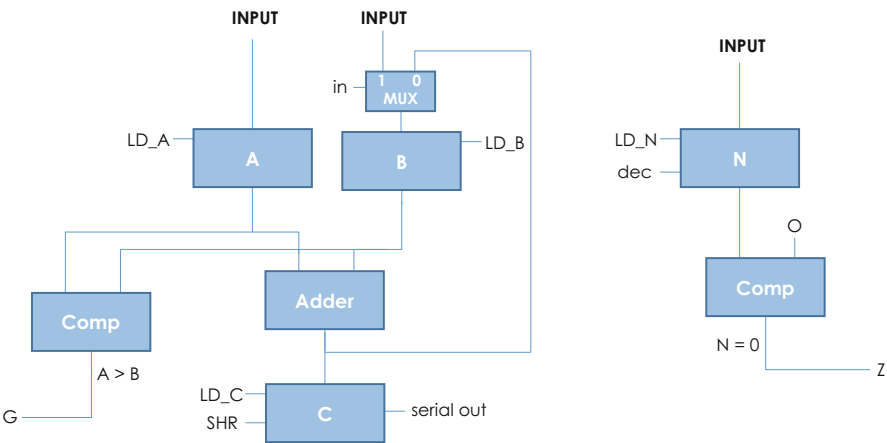 INPUT
INPUT
INPUT
in
1 0
MUX
LD_A
A
B
LD_B
LD_N
dec
N
O
Comp
Adder
Comp
A > B
N = 0
Z
G
LD_C
SHR
C
serial out